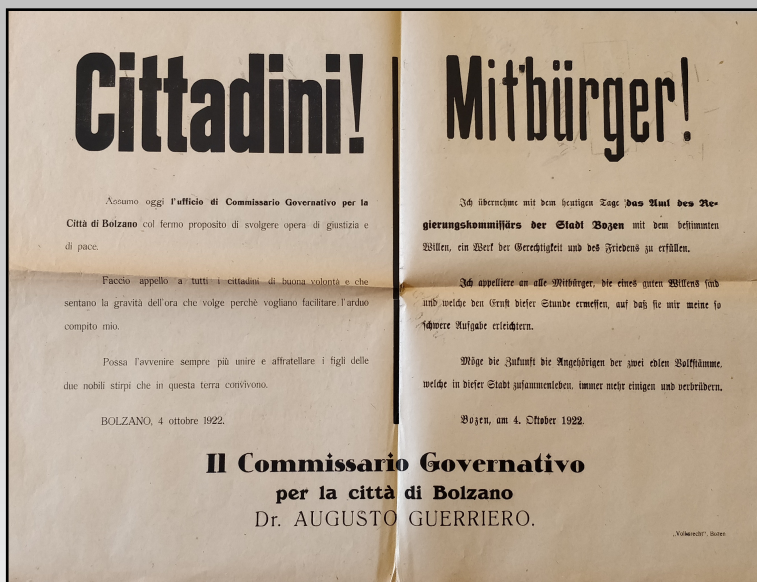 Cittadini!
Assumo oggi l'ufficio di Commissario Governativo per la
Città di Bolzano col fermo proposito di svolgere opera di giustizia e
di pace.
Faccio appello a tutti i cittadini di buona volontà e che
sentano la gravità dell'ora che volge perchè vogliano facilitare l'arduo
compito mio.
Possa l'avvenire sempre più unire e affratellare i figli delle
due nobili stirpi che in questa terra convivono.
BOLZANO, 4 ottobre 1922.
Mitbürger!
Ich übernehme mit dem heutigen Tage das Amt des Re-
gierungskommissärs der Stadt Bozen mit dem bestimmten
Willen, ein Werk der Gerechtigkeit und des Friedens zu erfüllen.
Ich appelliere an alle Mitbürger, die eines guten Willens sind
und welche den Ernst dieser Stunde ermessen, auf daß sie mir meine so
schwere Aufgabe erleichtern.
Möge die Zukunft die Angehörigen der zwei edlen Volksstämme,
welche in dieser Stadt zusammenleben, immer mehr einigen und verbrüdern.
Bozen, am 4. Oktober 1922.
Il Commissario Governativo
per la città di Bolzano
Dr. AUGUSTO GUERRIERO.
„Volksrecht", Bozen